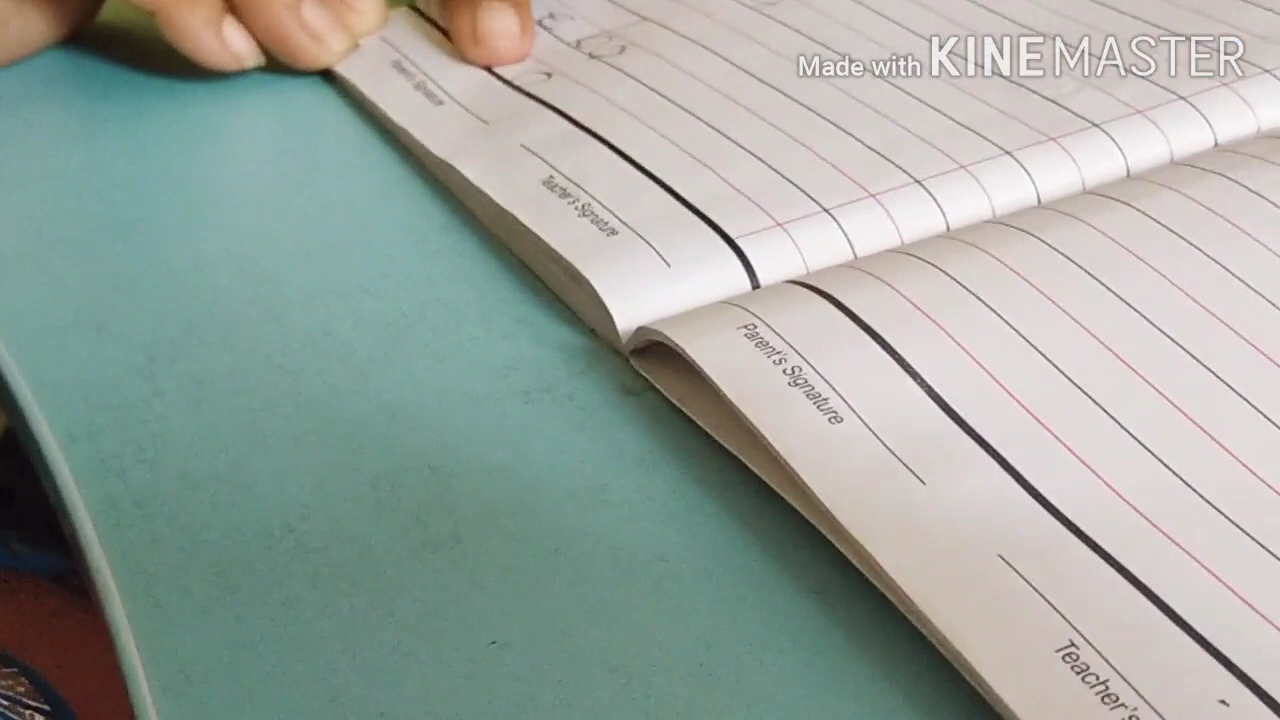 Made with KINEMASTER
Parent's Signature
Teacher's Signature
Parent's Signature
Teacher's